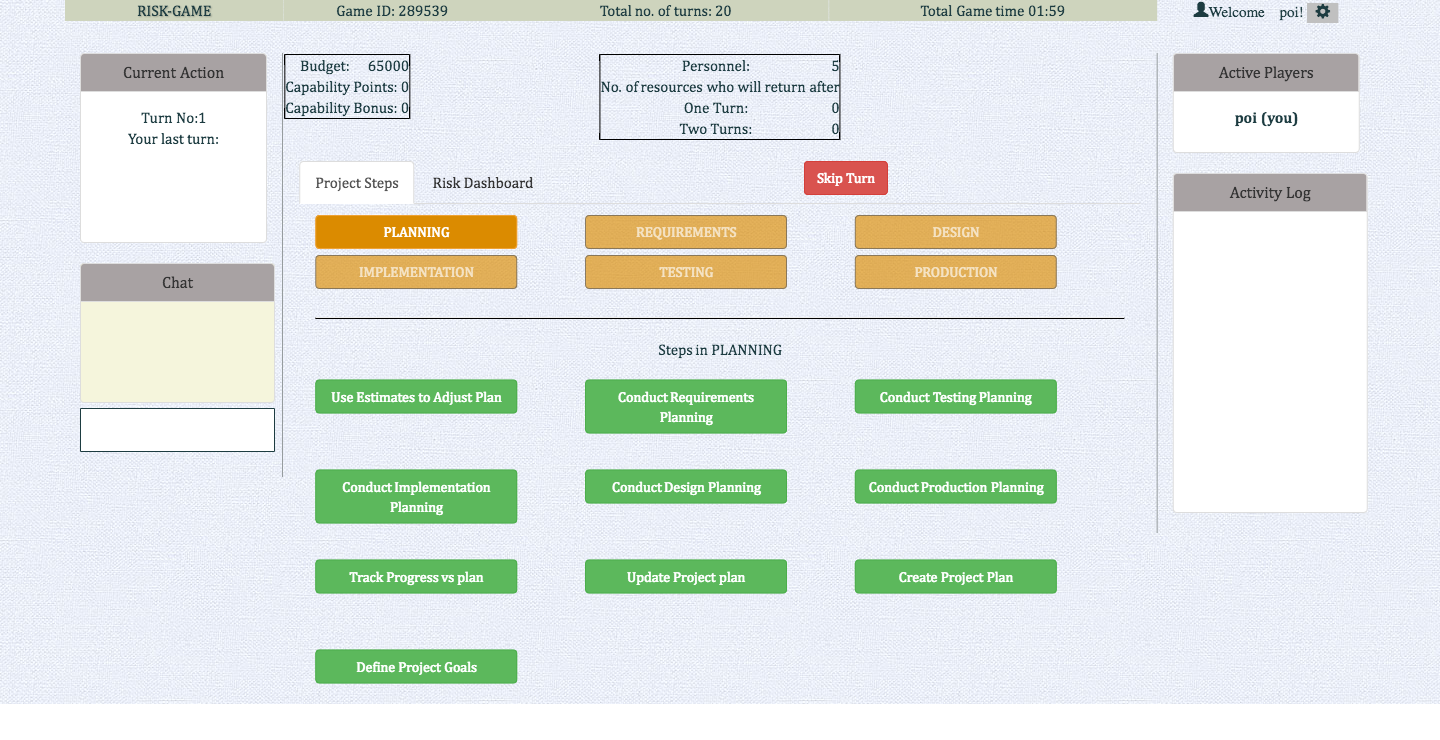 RISK-GAME Game ID: 289539 Total no. of turns: 20 Total Game time 01:59 Welcome poi!
Current Action
Turn No:1
Your last turn:
Chat
Budget: 65000
Capability Points: 0
Capability Bonus: 0
Personnel: 5
No. of resources who will return after
One Turn: 0
Two Turns: 0
Project Steps Risk Dashboard Skip Turn
PLANNING REQUIREMENTS DESIGN
IMPLEMENTATION TESTING PRODUCTION
Steps in PLANNING
Use Estimates to Adjust Plan
Conduct Requirements
Planning
Conduct Testing Planning
Conduct Implementation
Planning
Conduct Design Planning
Conduct Production Planning
Track Progress vs plan
Update Project plan
Create Project Plan
Define Project Goals
Active Players
poi (you)
Activity Log